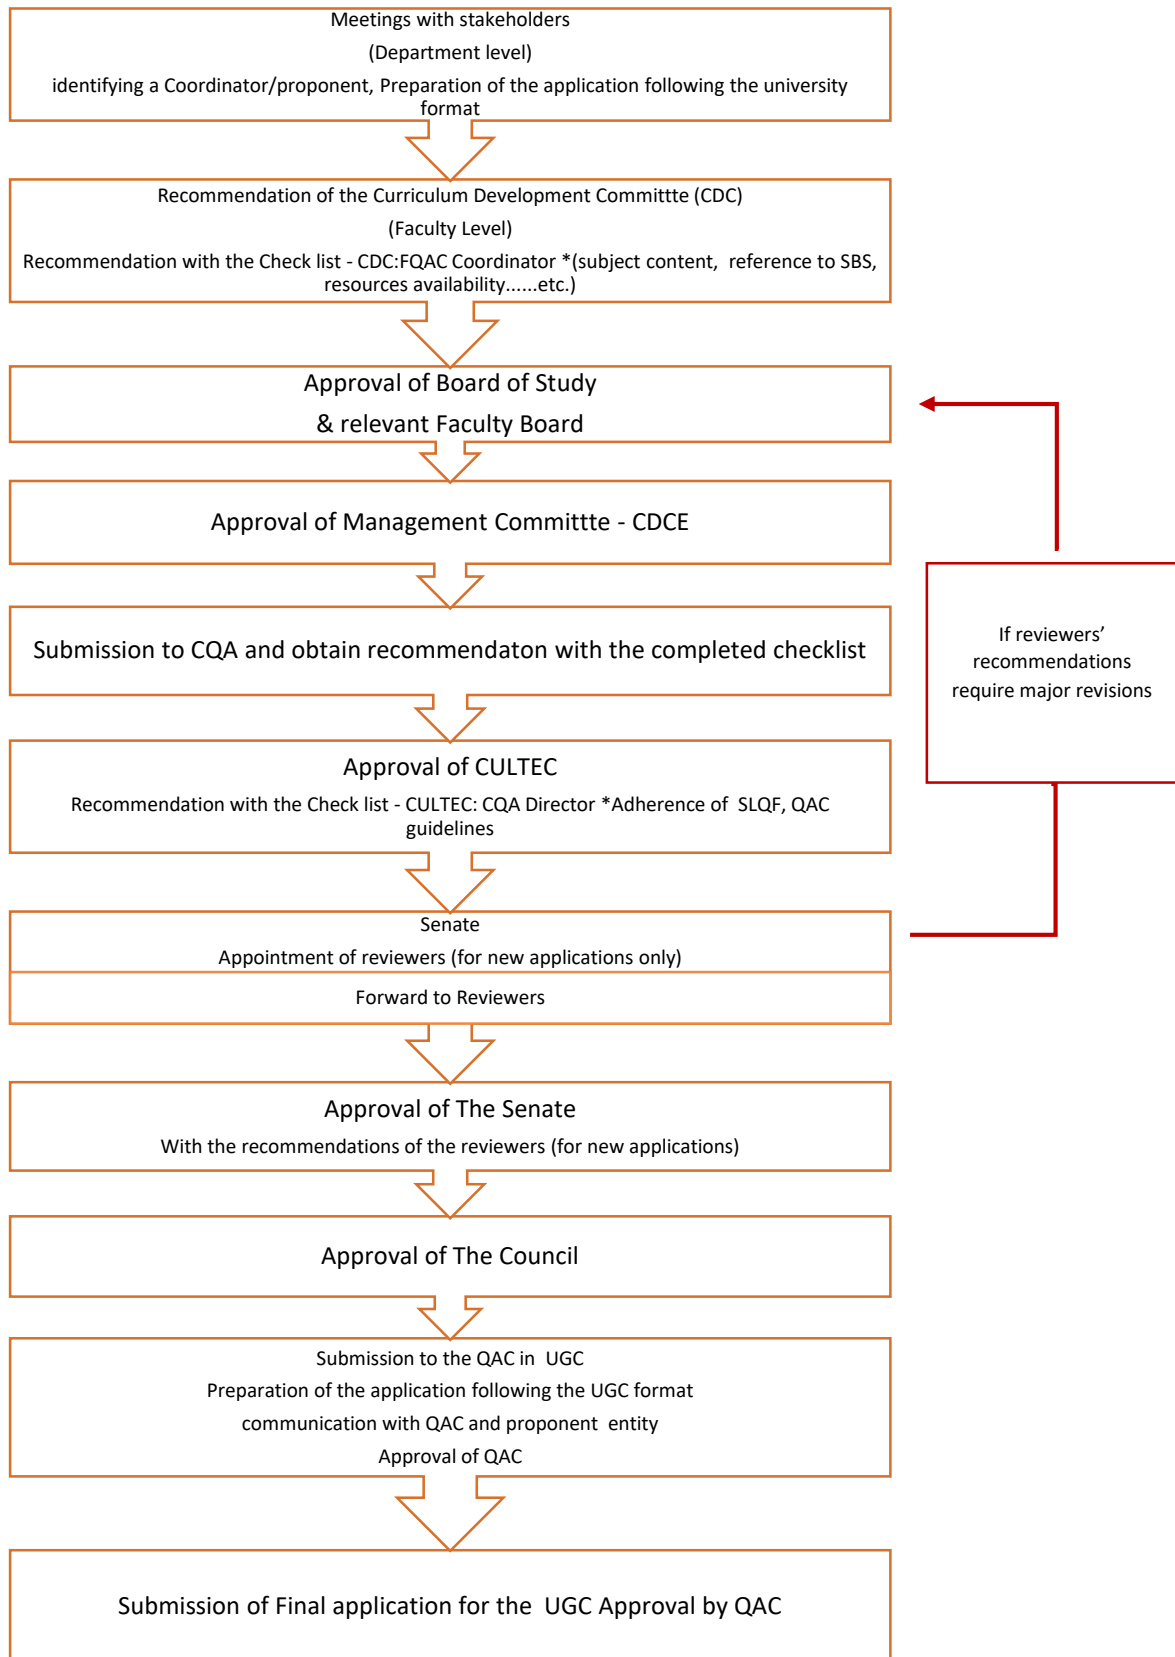 Meetings with stakeholders
(Department level)
identifying a Coordinator/proponent, Preparation of the application following the university
format
Recommendation of the Curriculum Development Committte (CDC)
(Faculty Level)
Recommendation with the Check list - CDC:FQAC Coordinator *(subject content,  reference to SBS,
resources availability......etc.)
Approval of Board of Study
& relevant Faculty Board
Approval of Management Committte - CDCE
Submission to CQA and obtain recommendaton with the completed checklist
If reviewers’
recommendations
require major revisions
Approval of CULTEC
Recommendation with the Check list - CULTEC: CQA Director *Adherence of  SLQF, QAC
guidelines
Senate
Appointment of reviewers (for new applications only)
Forward to Reviewers
Approval of The Senate
With the recommendations of the reviewers (for new applications)
Approval of The Council
Submission to the QAC in  UGC
Preparation of the application following the UGC format
communication with QAC and proponent  entity
Approval of QAC
Submission of Final application for the  UGC Approval by QAC